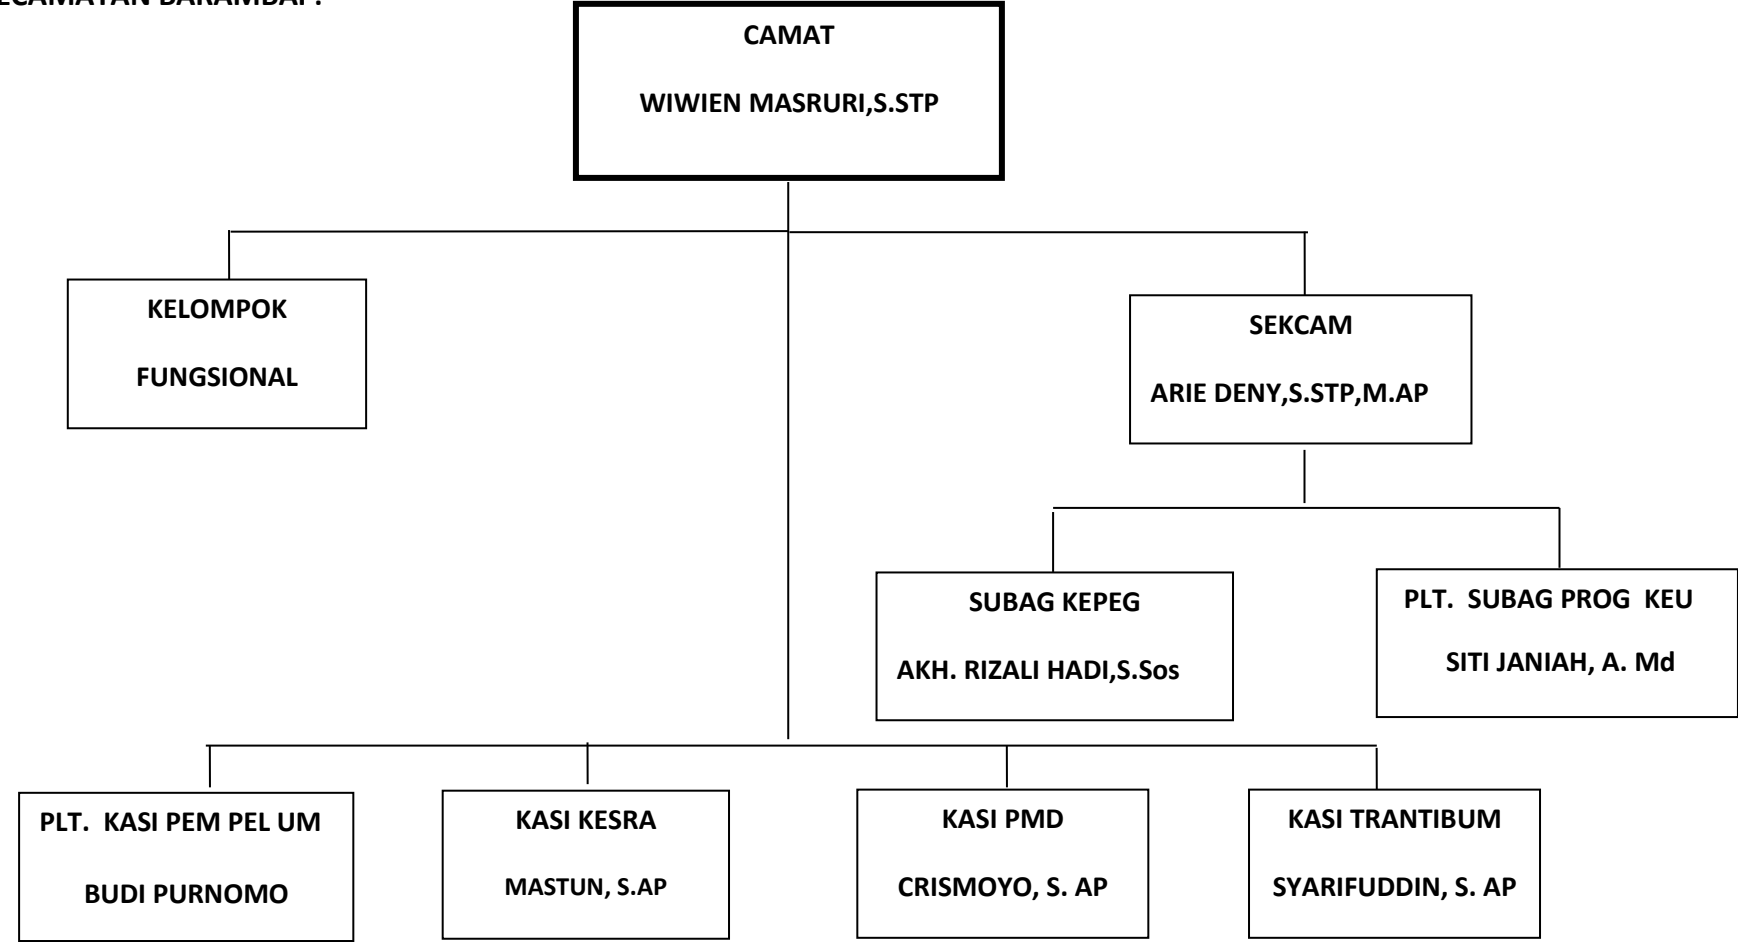 CAMAT
WIWIEN MASRURI,S.STP
KELOMPOK
FUNGSIONAL
SEKCAM
ARIE DENY,S.STP,M.AP
SUBAG KEPEG
AKH. RIZALI HADI,S.Sos
PLT. SUBAG PROG KEU
SITI JANIAH, A. Md
PLT. KASI PEM PEL UM
BUDI PURNOMO
KASI KESRA
MASTUN, S.AP
KASI PMD
CRISMOYO, S. AP
KASI TRANTIBUM
SYARIFUDDIN, S. AP